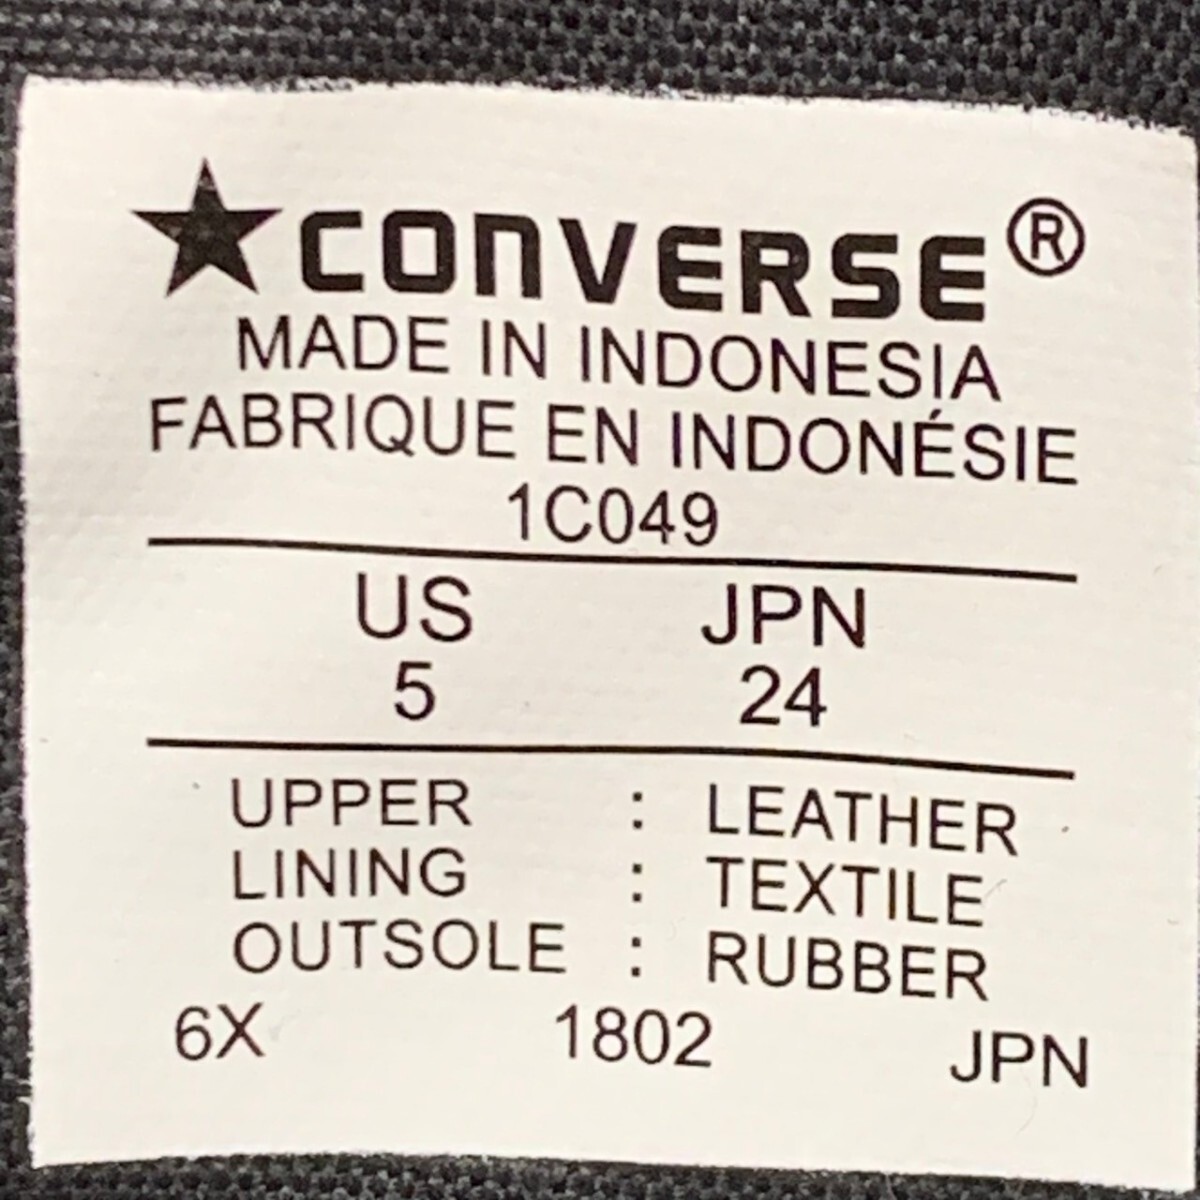 ★CONVERSE®
MADE IN INDONESIA
FABRIQUE EN INDONÉSIE
1C049
US JPN
5 24
UPPER : LEATHER
LINING : TEXTILE
OUTSOLE : RUBBER
6X 1802 JPN